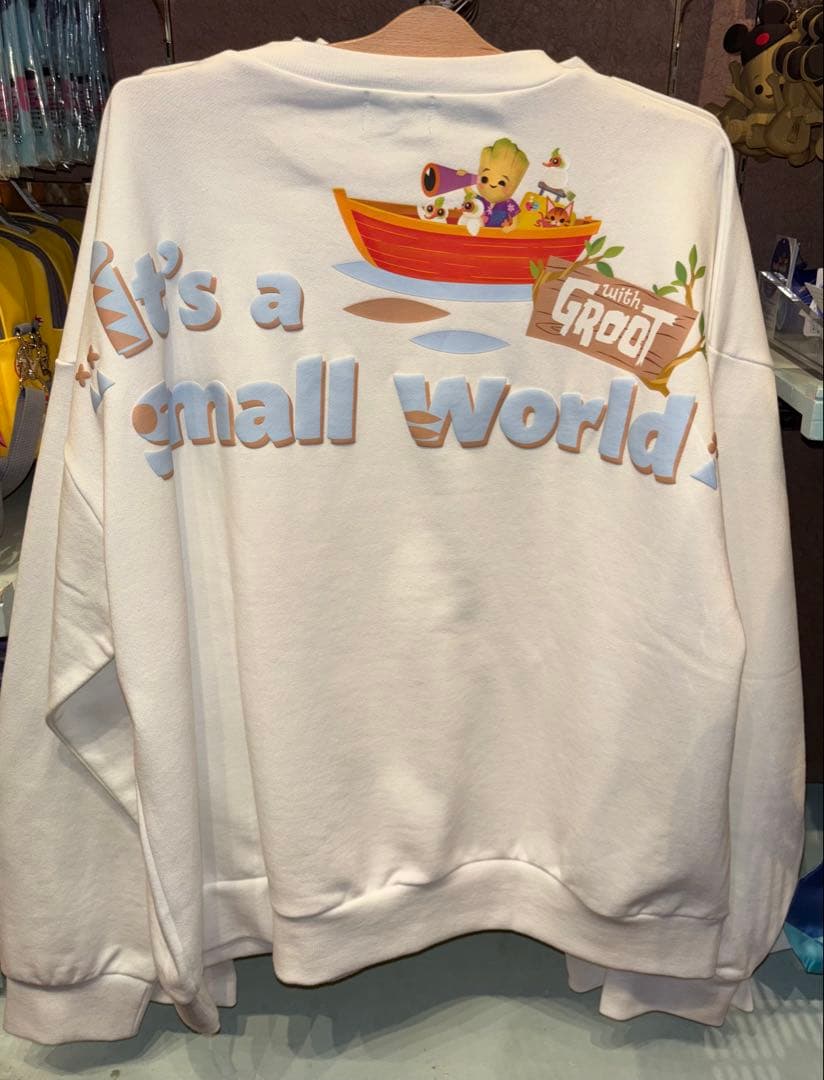 It's a
small world
with
GROOT